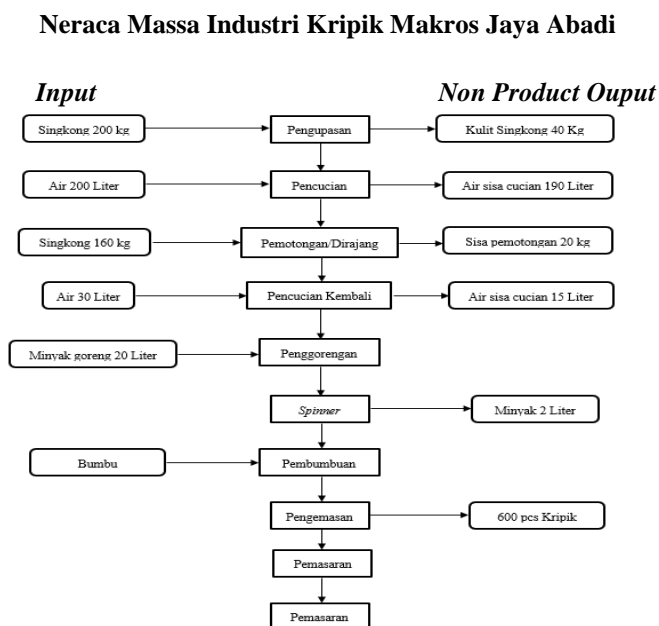 Neraca Massa Industri Kripik Makros Jaya Abadi
Input Non Product Ouput
Singkong 200 kg Pengupasan Kulit Singkong 40 Kg
Air 200 Liter Pencucian Air sisa cucian 190 Liter
Singkong 160 kg Pemotongan/Dirajang Sisa pemotongan 20 kg
Air 30 Liter Pencucian Kembali Air sisa cucian 15 Liter
Minyak goreng 20 Liter Penggorengan
Spinner Minyak 2 Liter
Bumbu Pembumbuan
Pengemasan 600 pcs Kripik
Pemasaran
Pemasaran